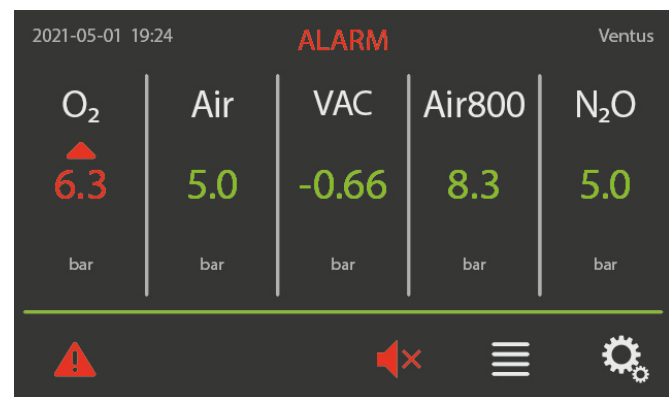 2021-05-01 19:24 ALARM Ventus
O₂ Air VAC Air800 N₂O
6.3 5.0 -0.66 8.3 5.0
bar bar bar bar bar